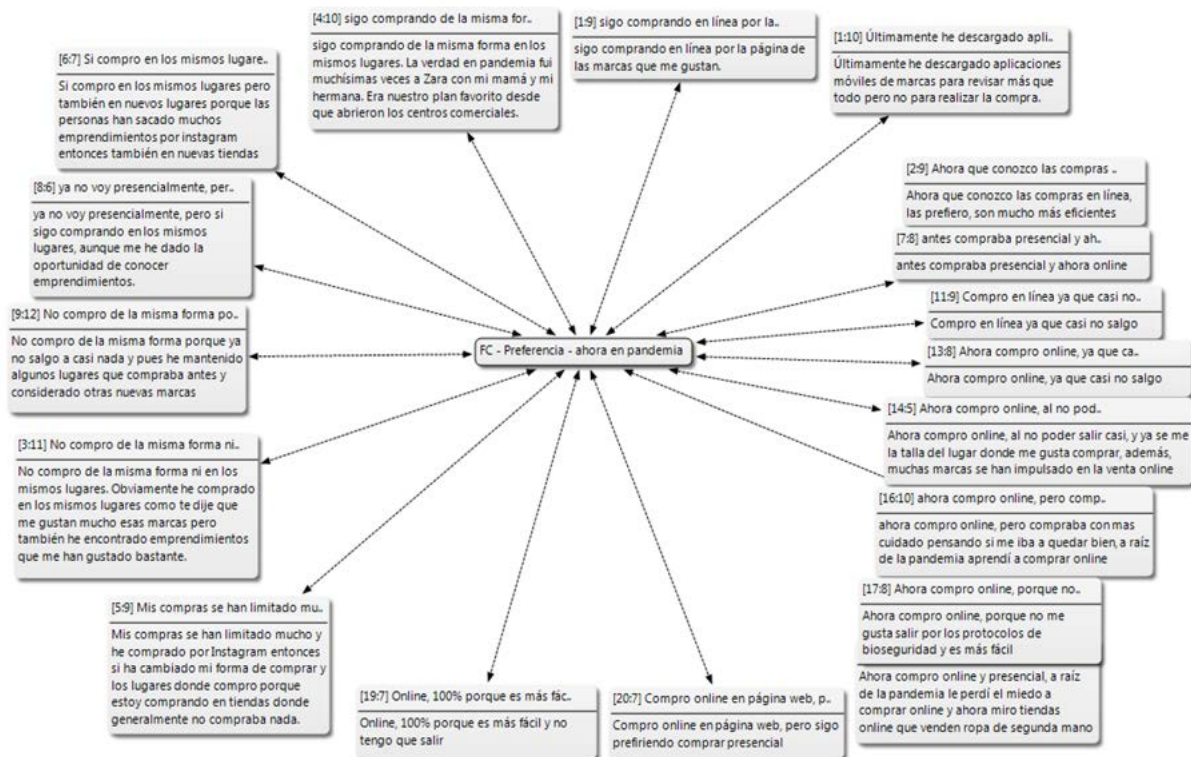 [4:10] sigo comprando de la misma for..
sigo comprando de la misma forma en los
mismos lugares. La verdad en pandemia fui
muchísimas veces a Zara con mi mamá y mi
hermana. Era nuestro plan favorito desde
que abrieron los centros comerciales.
[1:9] sigo comprando en línea por la..
sigo comprando en línea por la página de
las marcas que me gustan.
[1:10] Últimamente he descargado apli..
Últimamente he descargado aplicaciones
móviles de marcas para revisar más que
todo pero no para realizar la compra.
[6:7] Si compro en los mismos lugare..
Si compro en los mismos lugares pero
también en nuevos lugares porque las
personas han sacado muchos
emprendimientos por instagram
entonces también en nuevas tiendas
[2:9] Ahora que conozco las compras ..
Ahora que conozco las compras en línea,
las prefiero, son mucho más eficientes
[8:6] ya no voy presencialmente, per..
ya no voy presencialmente, pero si
sigo comprando en los mismos
lugares, aunque me he dado la
oportunidad de conocer
emprendimientos.
[7:8] antes compraba presencial y ah..
antes compraba presencial y ahora online
[11:9] Compro en línea ya que casi no..
Compro en línea ya que casi no salgo
[9:12] No compro de la misma forma po..
No compro de la misma forma porque ya
no salgo a casi nada y pues he mantenido
algunos lugares que compraba antes y
considerado otras nuevas marcas
FC - Preferencia - ahora en pandemia
[13:8] Ahora compro online, ya que ca..
Ahora compro online, ya que casi no salgo
[14:5] Ahora compro online, al no pod..
Ahora compro online, al no poder salir casi, y ya se me
la talla del lugar donde me gusta comprar, además,
muchas marcas se han impulsado en la venta online
[3:11] No compro de la misma forma ni..
No compro de la misma forma ni en los
mismos lugares. Obviamente he comprado
en los mismos lugares como te dije que
me gustan mucho esas marcas pero
también he encontrado emprendimientos
que me han gustado bastante.
[16:10] ahora compro online, pero comp..
ahora compro online, pero compraba con mas
cuidado pensando si me iba a quedar bien, a raíz
de la pandemia aprendí a comprar online
[17:8] Ahora compro online, porque no..
Ahora compro online, porque no me
gusta salir por los protocolos de
bioseguridad y es más fácil
Ahora compro online y presencial, a raíz
de la pandemia le perdí el miedo a
comprar online y ahora miro tiendas
online que venden ropa de segunda mano
[5:9] Mis compras se han limitado mu..
Mis compras se han limitado mucho y
he comprado por Instagram entonces
si ha cambiado mi forma de comprar y
los lugares donde compro porque
estoy comprando en tiendas donde
generalmente no compraba nada.
[19:7] Online, 100% porque es más fác..
Online, 100% porque es más fácil y no
tengo que salir
[20:7] Compro online en página web, p..
Compro online en página web, pero sigo
prefiriendo comprar presencial